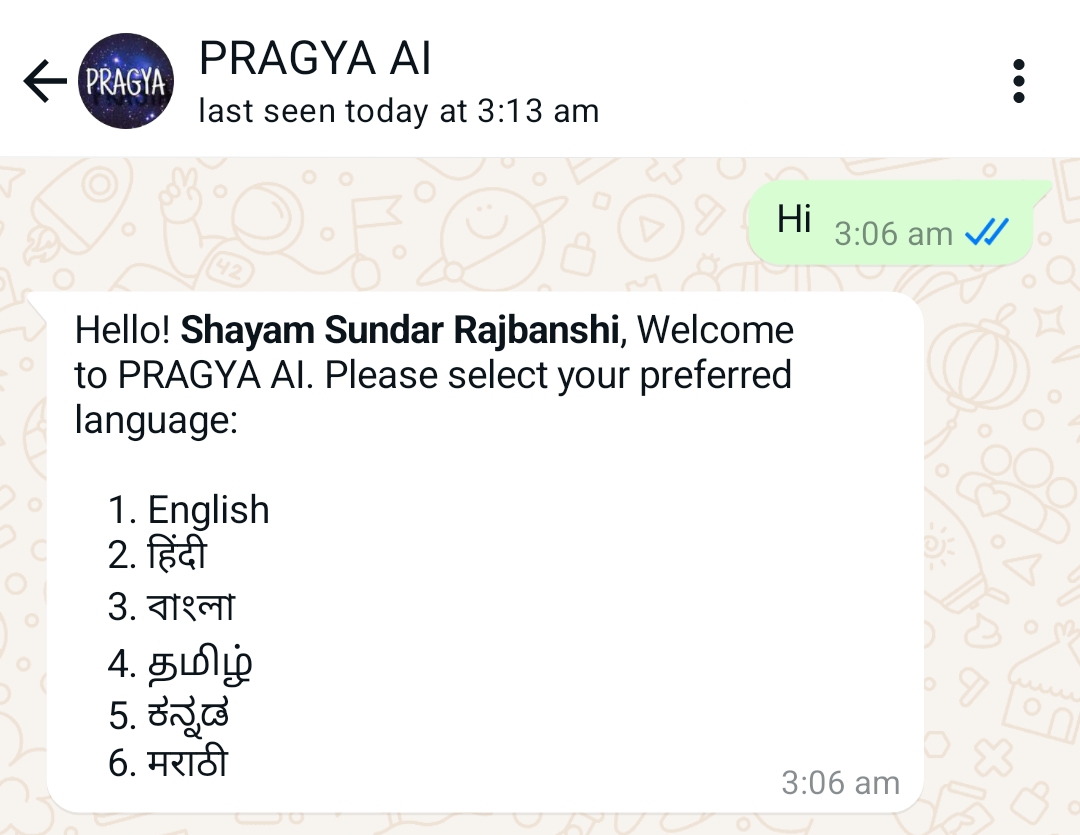 PRAGYA
PRAGYA AI
last seen today at 3:13 am
Hi 3:06 am
Hello! Shayam Sundar Rajbanshi, Welcome
to PRAGYA AI. Please select your preferred
language:
1. English
2. हिंदी
3. বাংলা
4. தமிழ்
5. ಕನ್ನಡ
6. मराठी
3:06 am
42